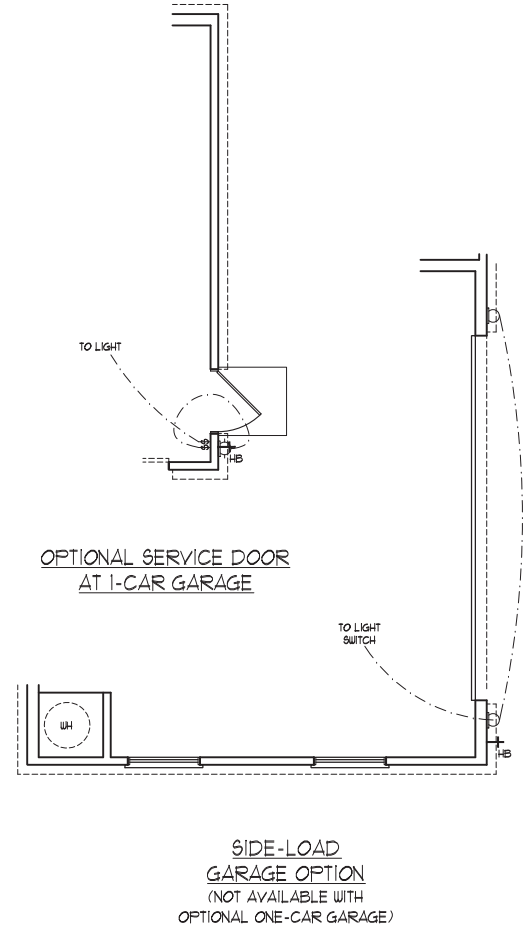 TO LIGHT
HB
OPTIONAL SERVICE DOOR
AT 1-CAR GARAGE
TO LIGHT
SWITCH
WH
HB
SIDE-LOAD
GARAGE OPTION
(NOT AVAILABLE WITH
OPTIONAL ONE-CAR GARAGE)